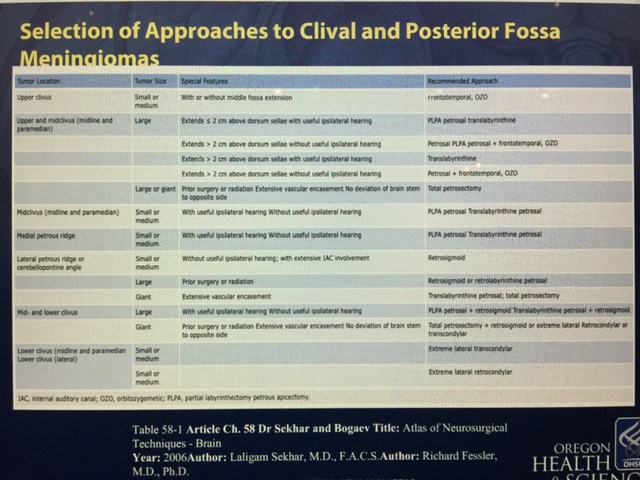 Selection of Approaches to Clival and Posterior Fossa
Meningiomas
Tumor Location Tumor Size Special Features Recommended Approach
Upper clivus Small or medium With or without middle fossa extension Frontotemporal, OZO
Upper and midclivus (midline and paramedian) Large Extends ≤ 2 cm above dorsum sellae with useful ipsilateral hearing PLPA petrosal translabyrinthine
Extends > 2 cm above dorsum sellae without useful ipsilateral hearing Petrosal PLPA petrosal + frontotemporal, OZO
Extends > 2 cm above dorsum sellae with useful ipsilateral hearing Translabyrinthine
Extends > 2 cm above dorsum sellae without useful ipsilateral hearing Petrosal + frontotemporal, OZO
Large or giant Prior surgery or radiation Extensive vascular encasement No deviation of brain stem to opposite side Total petrosectomy
Midclivus (midline and paramedian) Small or medium With useful ipsilateral hearing Without useful ipsilateral hearing PLPA petrosal Translabyrinthine petrosal
Medial petrous ridge Small or medium With useful ipsilateral hearing Without useful ipsilateral hearing PLPA petrosal Translabyrinthine petrosal
Lateral petrous ridge or cerebellopontine angle Small or medium Without useful ipsilateral hearing; with extensive IAC involvement Retrosigmoid
Large Prior surgery or radiation Retrosigmoid or retrolabyrinthine petrosal
Giant Extensive vascular encasement Translabyrinthine petrosal; total petrosectomy
Mid- and lower clivus Large With useful ipsilateral hearing Without useful ipsilateral hearing PLPA petrosal + retrosigmoid Translabyrinthine petrosal + retrosigmoid
Giant Prior surgery or radiation Extensive vascular encasement No deviation of brain stem to opposite side Total petrosectomy + retrosigmoid or extreme lateral Retrocondylar or transcondylar
Lower clivus (midline and paramedian Lower clivus (lateral) Small or medium Extreme lateral transcondylar
Small or medium Extreme lateral retrocondylar
IAC, internal auditory canal; OZO, orbitozygometic; PLPA, partial labyrinthectomy petrous apicectomy.
Table 58-1 Article Ch. 58 Dr Sekhar and Bogaev Title: Atlas of Neurosurgical
Techniques - Brain
Year: 2006Author: Laligam Sekhar, M.D., F.A.C.S.Author: Richard Fessler,
M.D., Ph.D.
OREGON
HEALTH
& SCIENC
OHSU